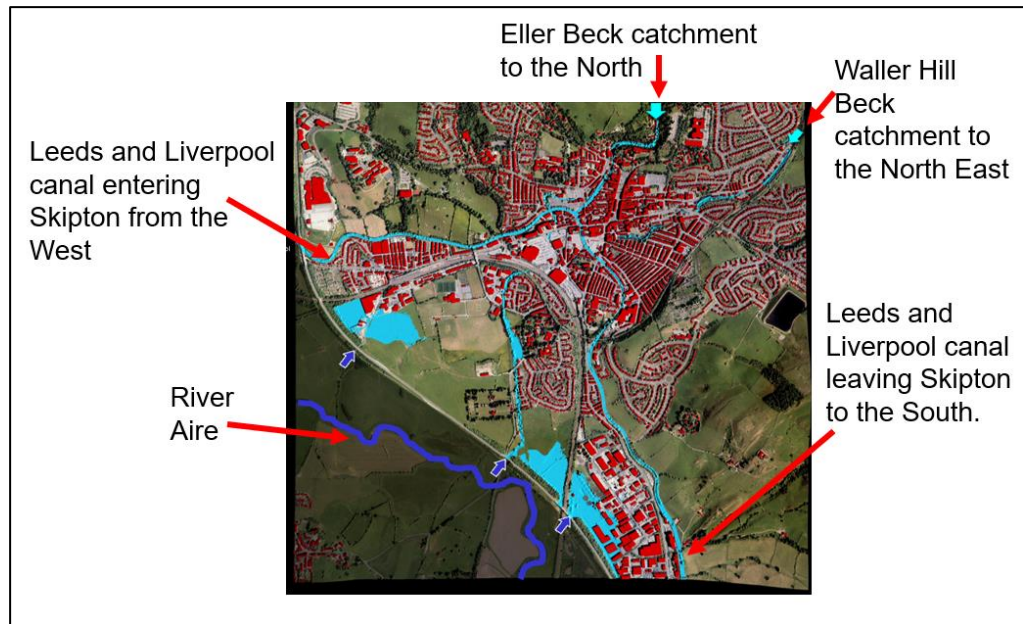 Eller Beck catchment
to the North
Waller Hill
Beck
catchment to
the North East
Leeds and Liverpool
canal entering
Skipton from the
West
Leeds and
Liverpool canal
leaving Skipton
to the South.
River
Aire